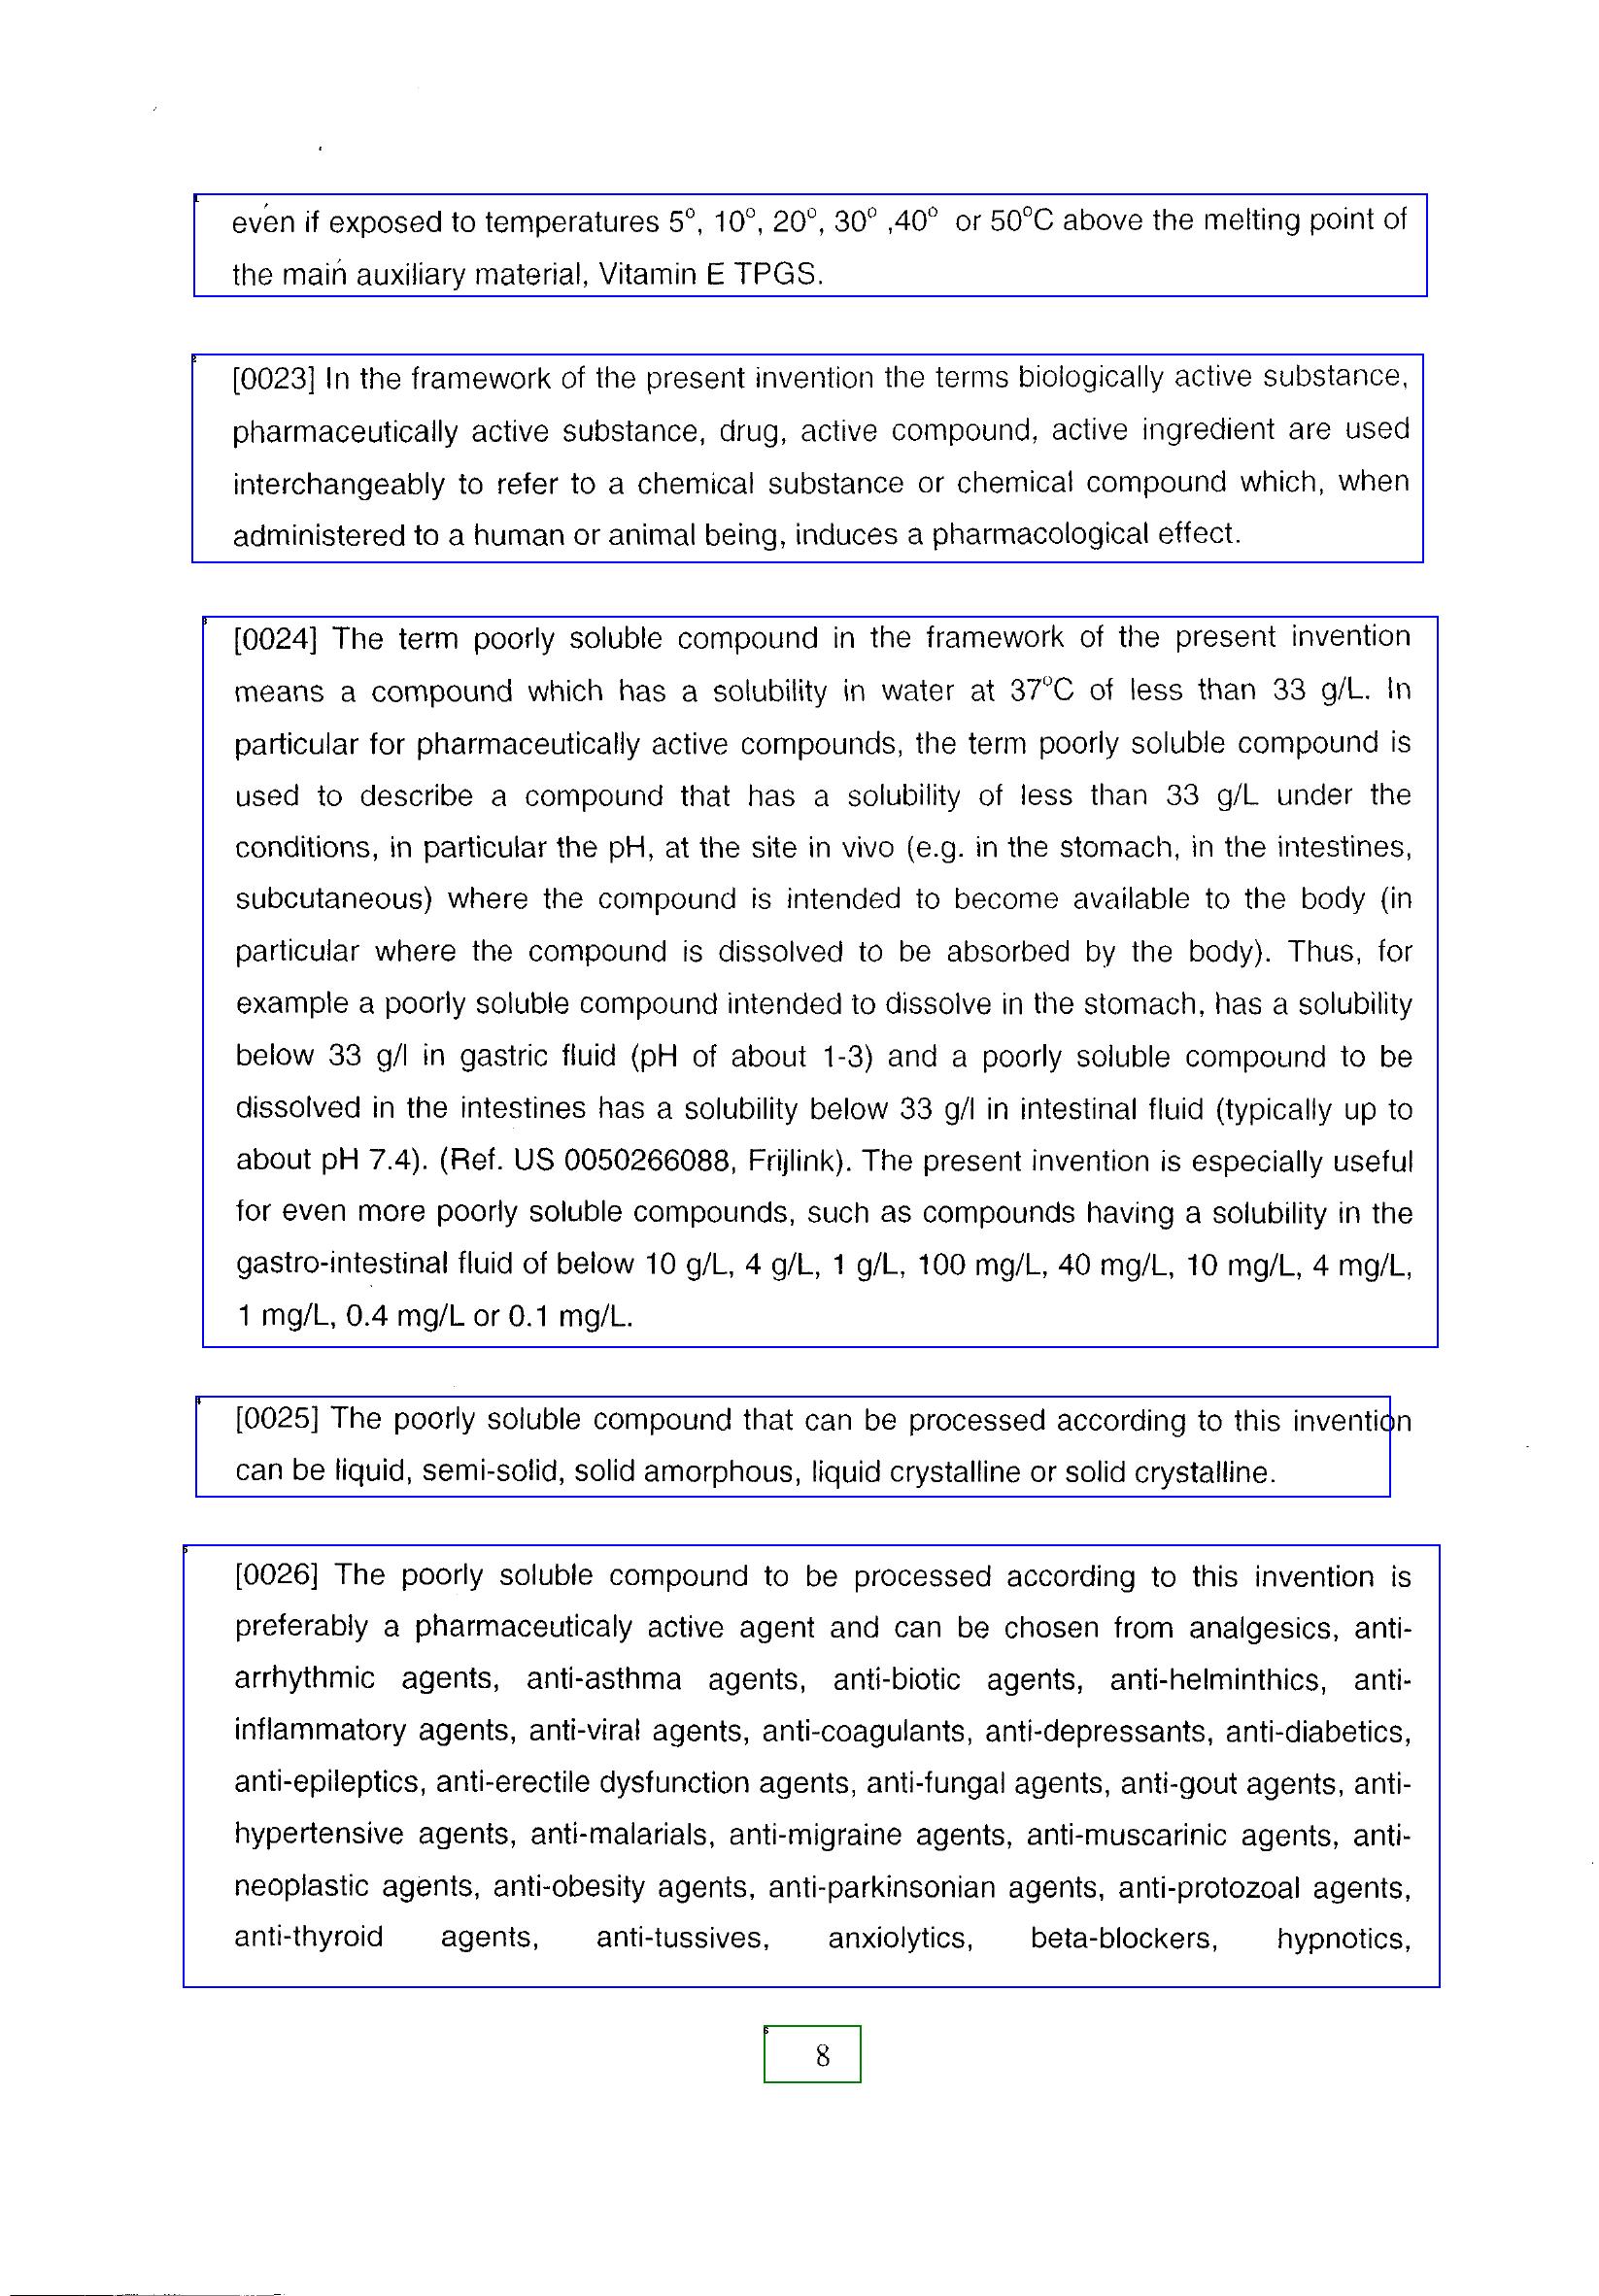 even if exposed to temperatures 5º, 10º, 20º, 30º ,40º or 50ºC above the melting point of
the main auxiliary material, Vitamin E TPGS.
[0023] In the framework of the present invention the terms biologically active substance,
pharmaceutically active substance, drug, active compound, active ingredient are used
interchangeably to refer to a chemical substance or chemical compound which, when
administered to a human or animal being, induces a pharmacological effect.
[0024] The term poorly soluble compound in the framework of the present invention
means a compound which has a solubility in water at 37ºC of less than 33 g/L. In
particular for pharmaceutically active compounds, the term poorly soluble compound is
used to describe a compound that has a solubility of less than 33 g/L under the
conditions, in particular the pH, at the site in vivo (e.g. in the stomach, in the intestines,
subcutaneous) where the compound is intended to become available to the body (in
particular where the compound is dissolved to be absorbed by the body). Thus, for
example a poorly soluble compound intended to dissolve in the stomach, has a solubility
below 33 g/l in gastric fluid (pH of about 1-3) and a poorly soluble compound to be
dissolved in the intestines has a solubility below 33 g/l in intestinal fluid (typically up to
about pH 7.4). (Ref. US 0050266088, Frijlink). The present invention is especially useful
for even more poorly soluble compounds, such as compounds having a solubility in the
gastro-intestinal fluid of below 10 g/L, 4 g/L, 1 g/L, 100 mg/L, 40 mg/L, 10 mg/L, 4 mg/L,
1 mg/L, 0.4 mg/L or 0.1 mg/L.
[0025] The poorly soluble compound that can be processed according to this invention
can be liquid, semi-solid, solid amorphous, liquid crystalline or solid crystalline.
[0026] The poorly soluble compound to be processed according to this invention is
preferably a pharmaceuticaly active agent and can be chosen from analgesics, anti-
arrhythmic agents, anti-asthma agents, anti-biotic agents, anti-helminthics, anti-
inflammatory agents, anti-viral agents, anti-coagulants, anti-depressants, anti-diabetics,
anti-epileptics, anti-erectile dysfunction agents, anti-fungal agents, anti-gout agents, anti-
hypertensive agents, anti-malarials, anti-migraine agents, anti-muscarinic agents, anti-
neoplastic agents, anti-obesity agents, anti-parkinsonian agents, anti-protozoal agents,
anti-thyroid agents, anti-tussives, anxiolytics, beta-blockers, hypnotics,
8